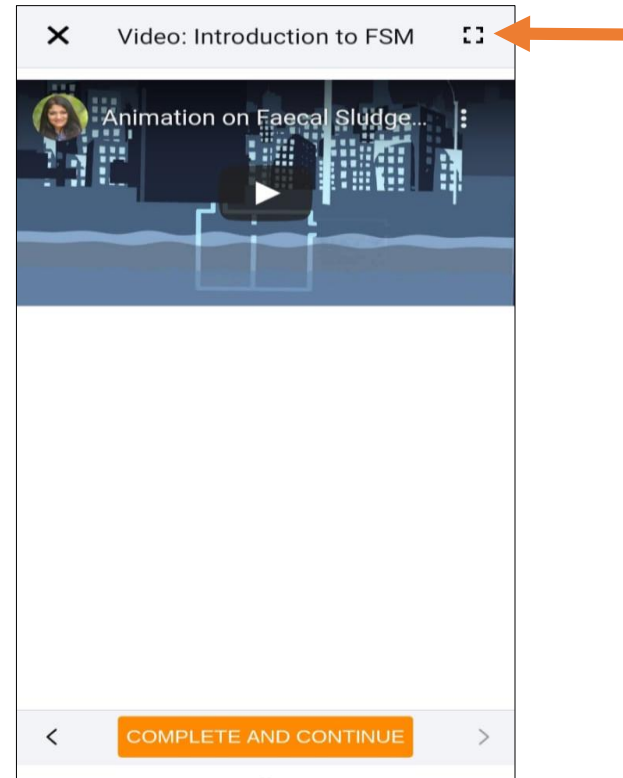 Video: Introduction to FSM
Animation on Faecal Sludge...
COMPLETE AND CONTINUE